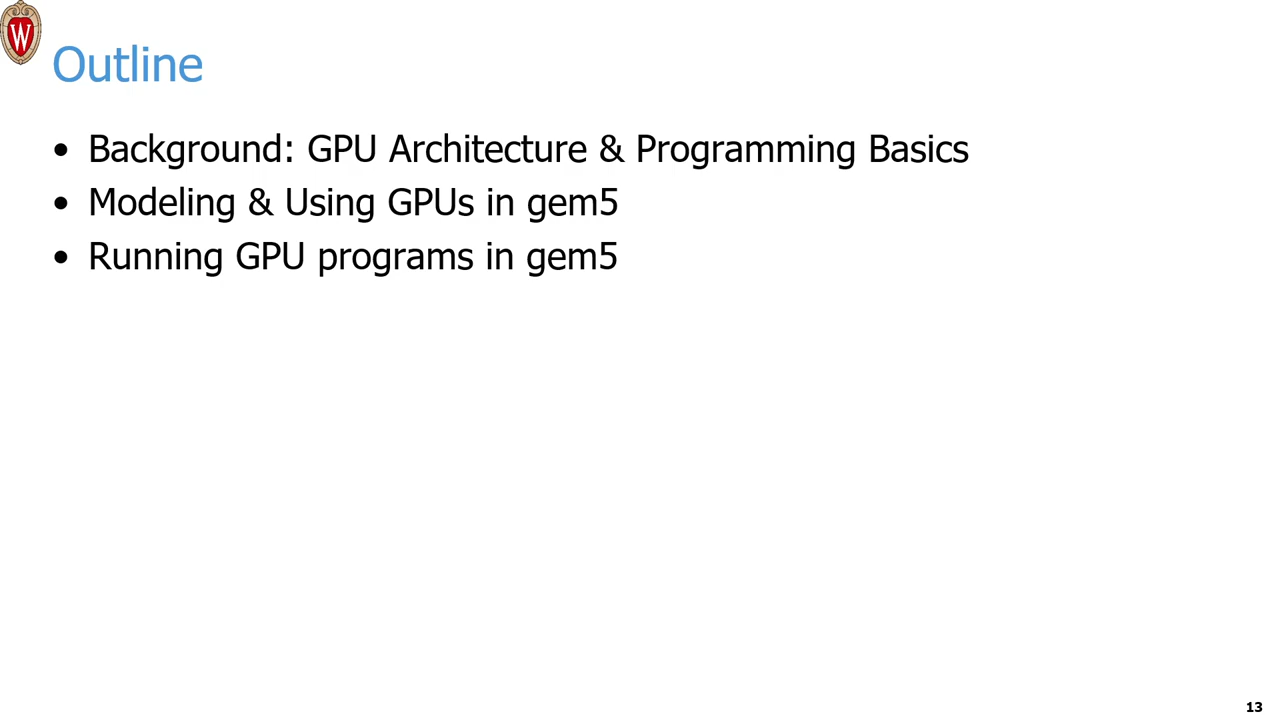 W
Outline
• Background: GPU Architecture & Programming Basics
• Modeling & Using GPUs in gem5
• Running GPU programs in gem5
13